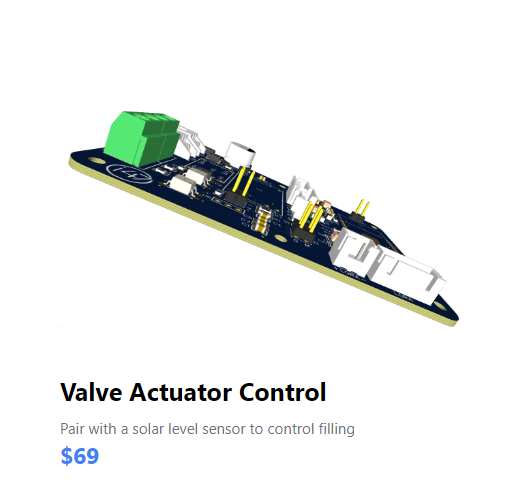 Valve Actuator Control
Pair with a solar level sensor to control filling
$69